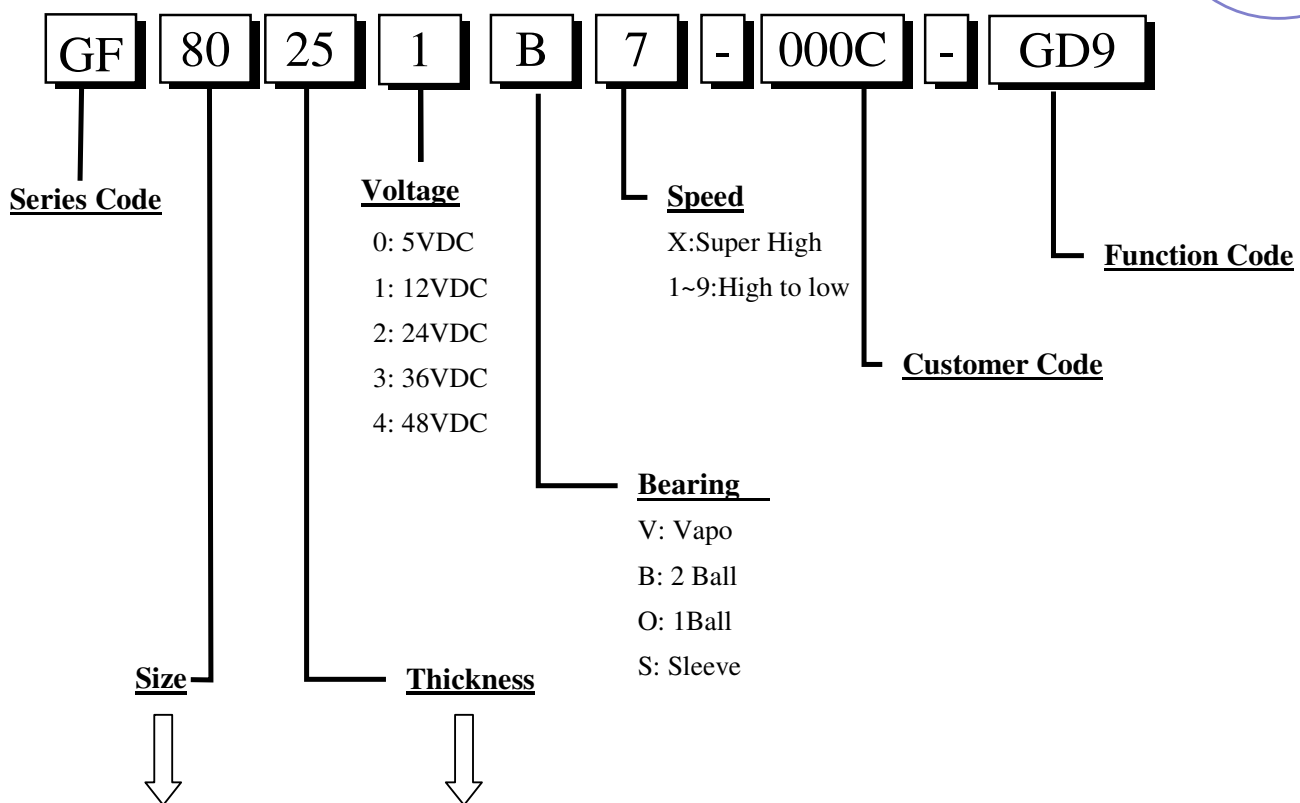 GF 80 25 1 B 7 - 000C - GD9
Series Code
Voltage
0: 5VDC
1: 12VDC
2: 24VDC
3: 36VDC
4: 48VDC
Speed
X:Super High
1~9:High to low
Function Code
Customer Code
Bearing
V: Vapo
B: 2 Ball
O: 1Ball
S: Sleeve
Size
Thickness